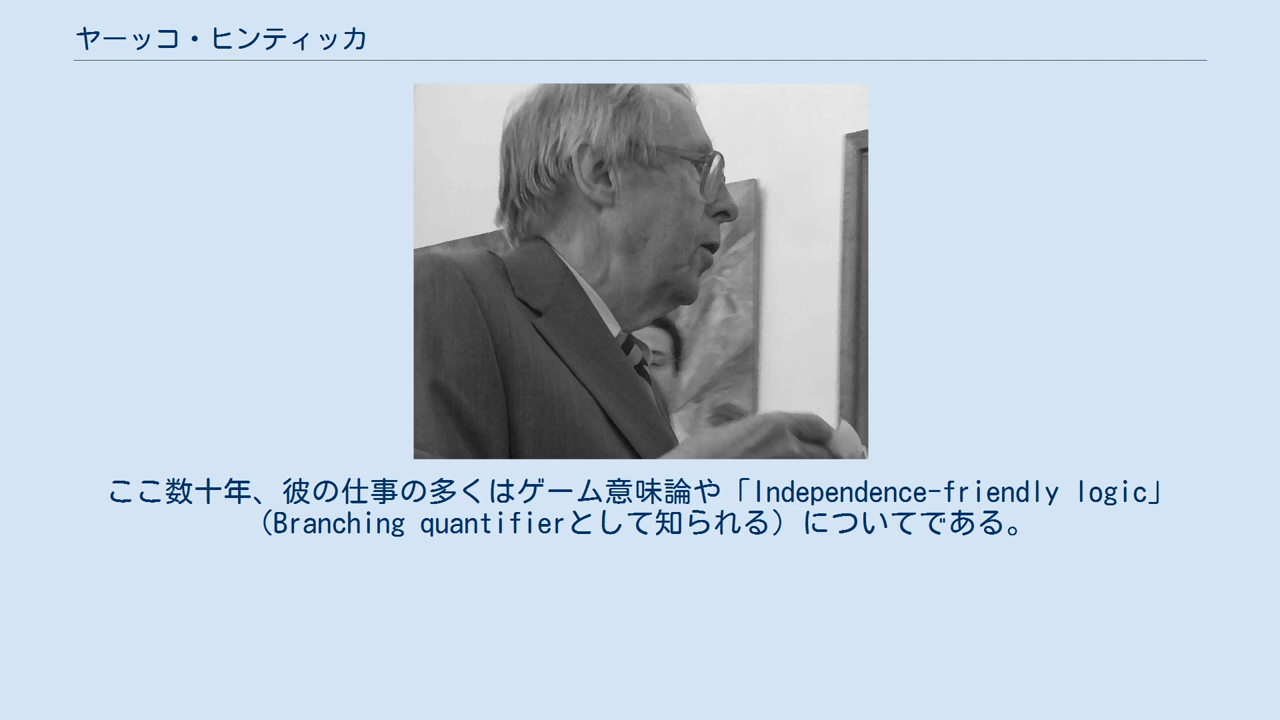 ヤーッコ・ヒンティッカ
ここ数十年、彼の仕事の多くはゲーム意味論や「Independence-friendly logic」
（Branching quantifierとして知られる）についてである。